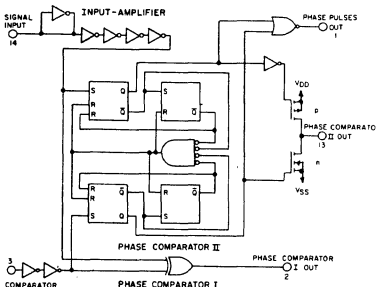 SIGNAL
INPUT
14
INPUT-AMPLIFIER
PHASE PULSES
OUT
1
S Q
R
R Q̅
S
R Q
VDD
p
PHASE COMPARATO
II OUT
13
n
VSS
R Q̅
R
S Q
R Q̅
S
PHASE COMPARATOR II
3
COMPARATOR
PHASE COMPARATOR I
PHASE COMPARATOR
I OUT
2